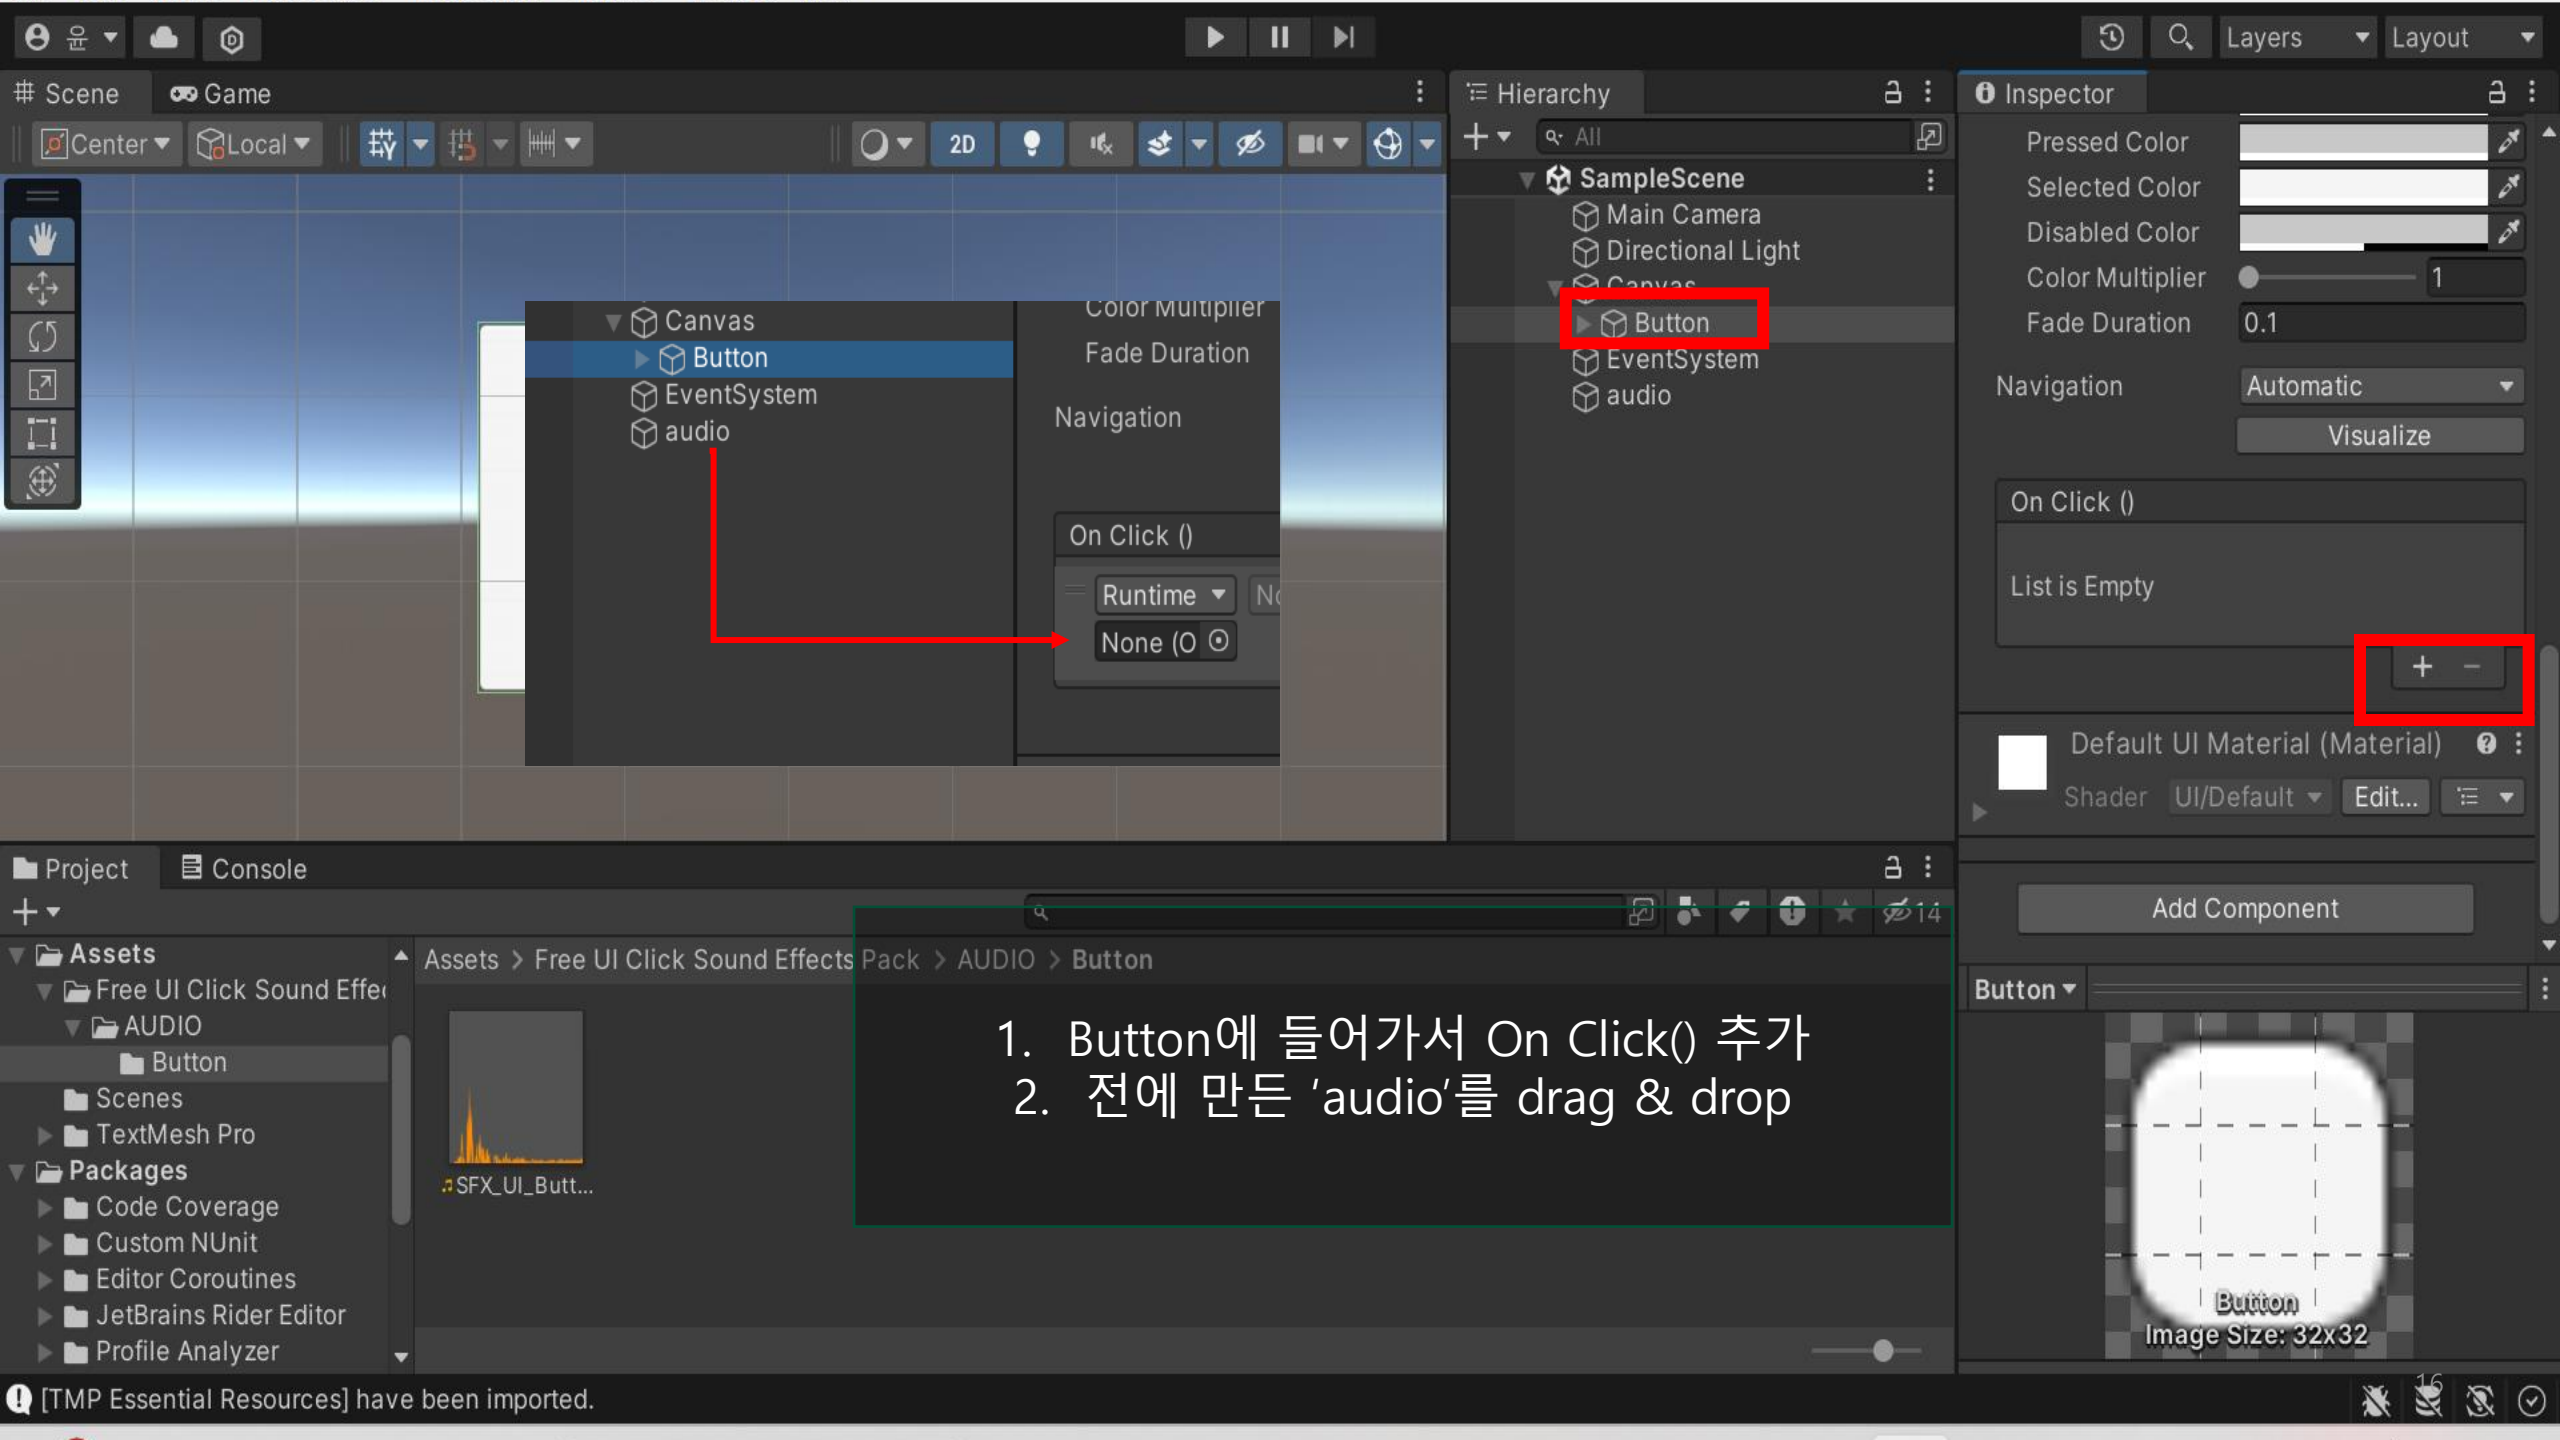 윤
Layers
Layout
Scene
Game
Center
Local
2D
Hierarchy
All
SampleScene
Main Camera
Directional Light
Canvas
Button
EventSystem
audio
Inspector
Pressed Color
Selected Color
Disabled Color
Color Multiplier
1
Fade Duration
0.1
Navigation
Automatic
Visualize
On Click ()
List is Empty
+ −
Default UI Material (Material)
Shader UI/Default Edit...
Add Component
Canvas
Button
EventSystem
audio
Color Multiplier
Fade Duration
Navigation
On Click ()
Runtime
None (O
Project
Console
14
Assets
Free UI Click Sound Effe
AUDIO
Button
Scenes
TextMesh Pro
Packages
Code Coverage
Custom NUnit
Editor Coroutines
JetBrains Rider Editor
Profile Analyzer
Assets > Free UI Click Sound Effects Pack > AUDIO > Button
SFX_UI_Butt...
1. Button에 들어가서 On Click() 추가
2. 전에 만든 ‘audio’를 drag & drop
Button
Button
Image Size: 32x32
[TMP Essential Resources] have been imported.
16